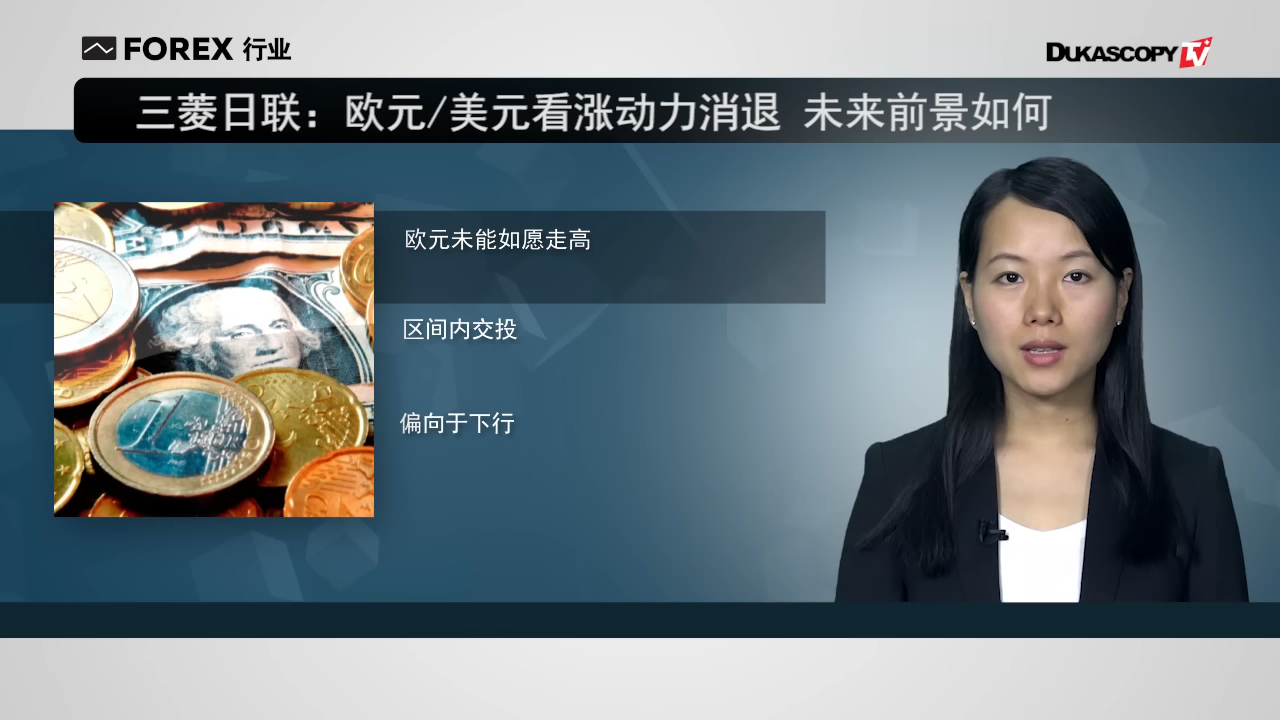 FOREX 行业
DUKASCOPY TV
三菱日联：欧元/美元看涨动力消退 未来前景如何
欧元未能如愿走高
区间内交投
偏向于下行